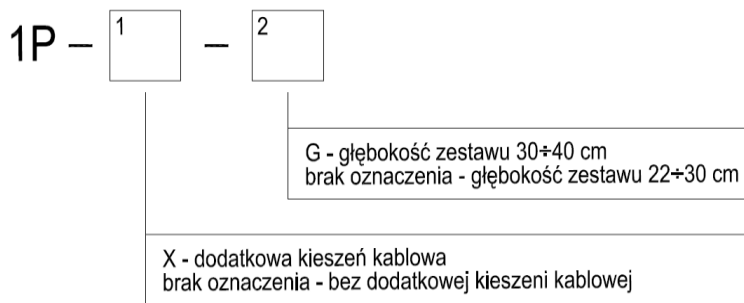 1P – 1 – 2
G - głębokość zestawu 30÷40 cm
brak oznaczenia - głębokość zestawu 22÷30 cm
X - dodatkowa kieszeń kablowa
brak oznaczenia - bez dodatkowej kieszeni kablowej